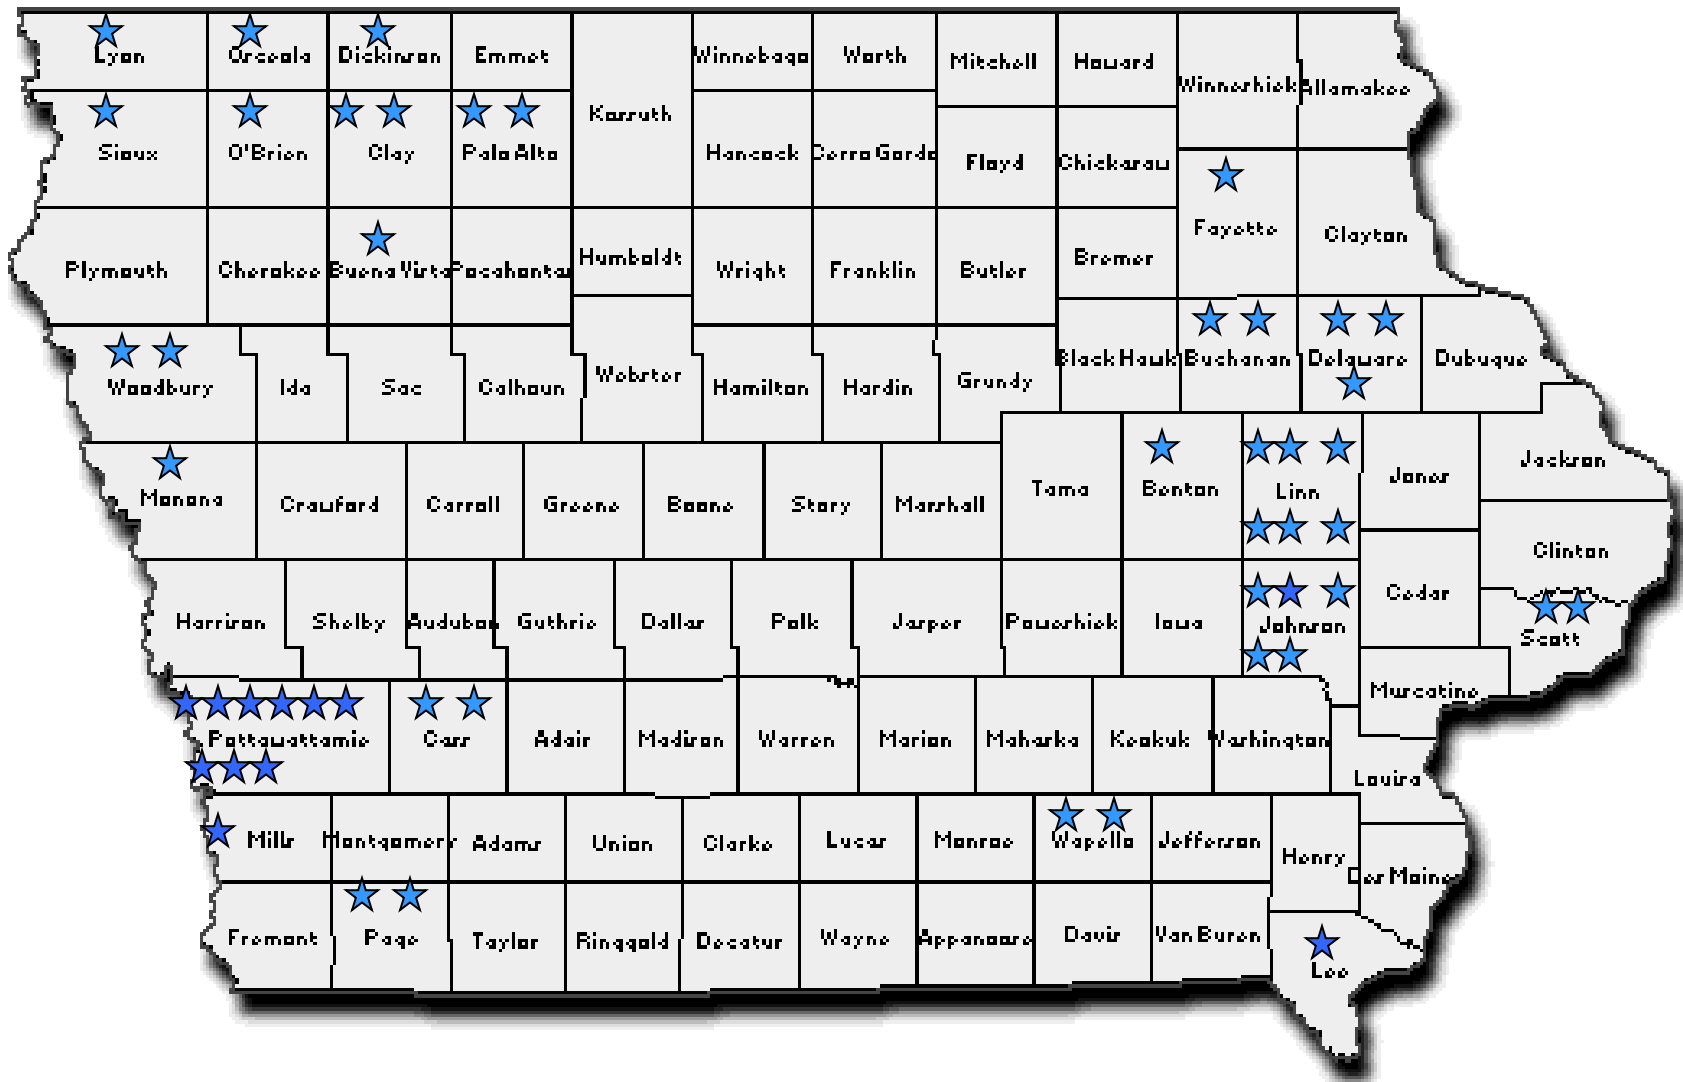 Lyon Osceola Dickinson Emmet Winnebago Worth Mitchell Howard Winneshiek Allamakee
Kossuth
Sioux O'Brien Clay Palo Alto Hancock Cerro Gordo Floyd Chickasaw
Fayette Clayton
Plymouth Cherokee Buena Vista Pocahontas Humboldt Wright Franklin Butler Bremer
Black Hawk Buchanan Delaware Dubuque
Woodbury Ida Sac Calhoun Webster Hamilton Hardin Grundy
Monona Crawford Carroll Greene Boone Story Marshall Tama Benton Linn Jones Jackson
Clinton
Harrison Shelby Audubon Guthrie Dallas Polk Jasper Poweshiek Iowa Johnson Cedar Scott
Muscatine
Pottawattamie Cass Adair Madison Warren Marion Mahaska Keokuk Washington
Louisa
Mills Montgomery Adams Union Clarke Lucas Monroe Wapello Jefferson Henry
Des Moines
Fremont Page Taylor Ringgold Decatur Wayne Appanoose Davis Van Buren
Lee